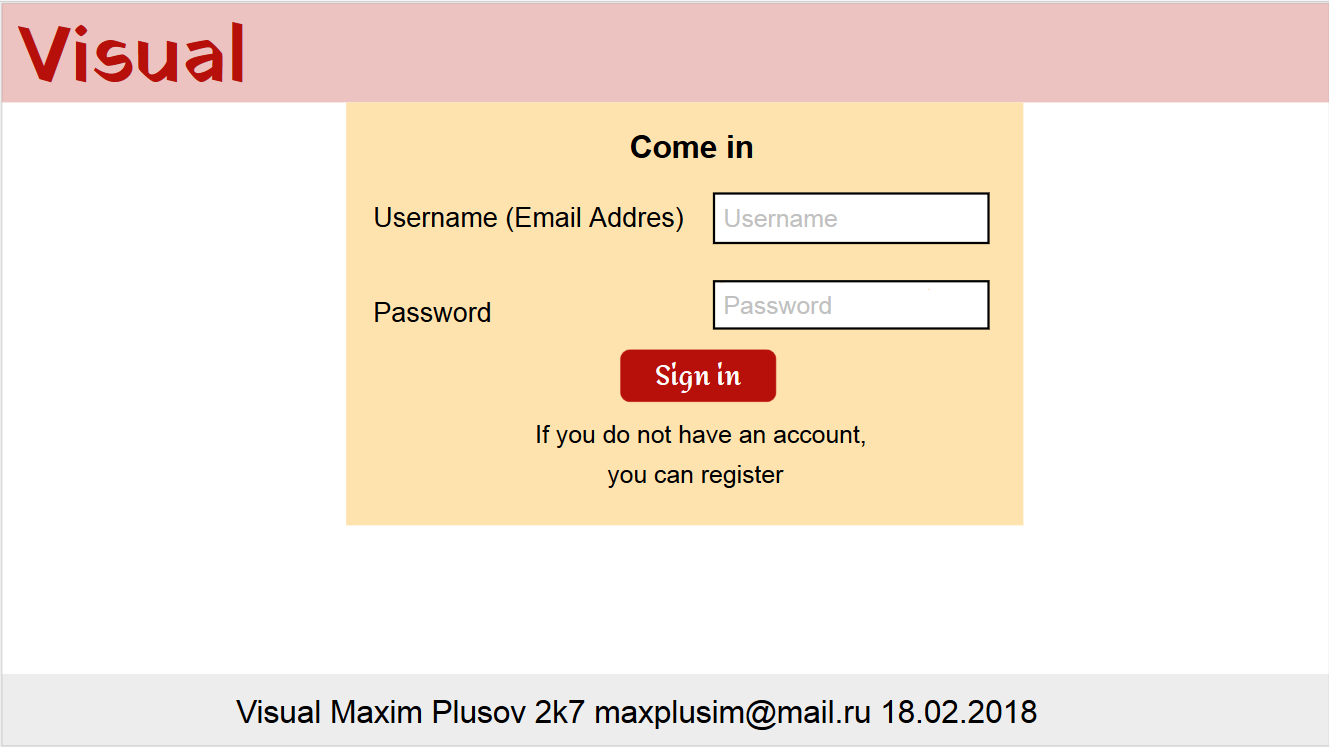 Visual
Come in
Username (Email Addres) Username
Password Password
Sign in
If you do not have an account,
you can register
Visual Maxim Plusov 2k7 maxplusim@mail.ru 18.02.2018